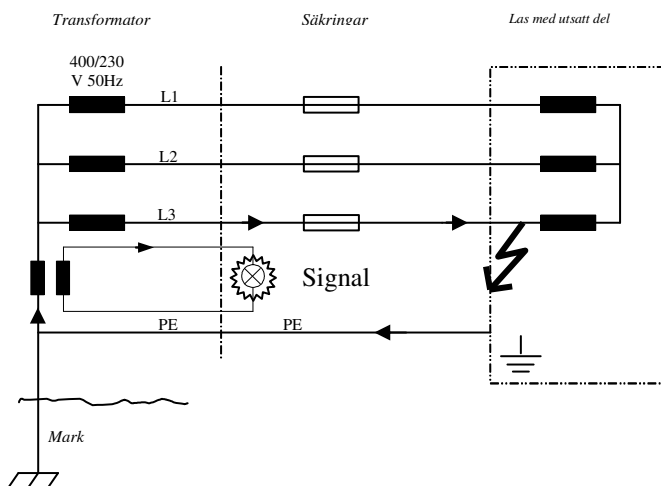 Transformator
Säkringar
Las med utsatt del
400/230
V 50Hz
L1
L2
L3
Signal
PE
PE
Mark